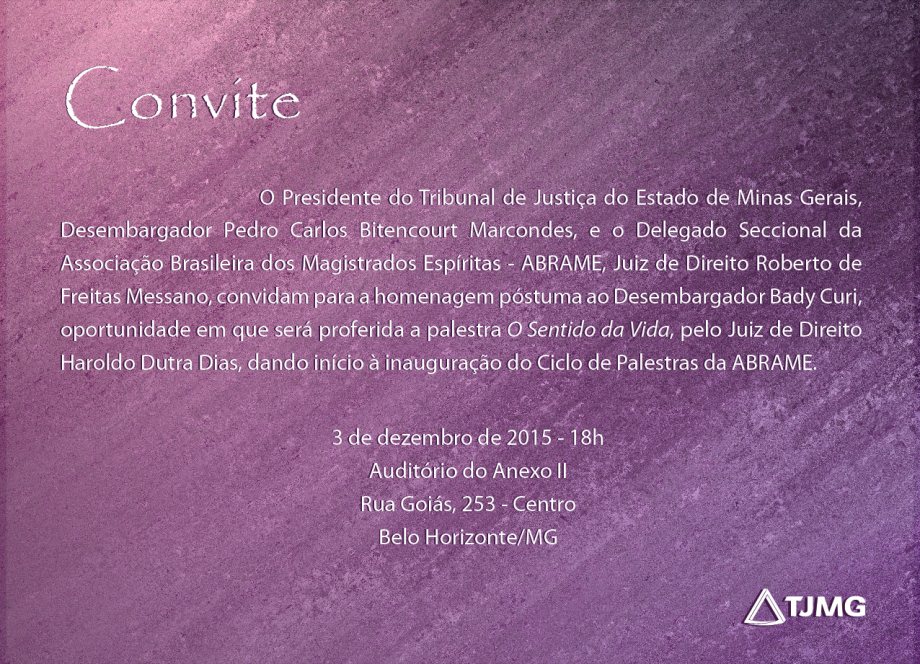 Convite
O Presidente do Tribunal de Justiça do Estado de Minas Gerais,
Desembargador Pedro Carlos Bitencourt Marcondes, e o Delegado Seccional da
Associação Brasileira dos Magistrados Espíritas - ABRAME, Juiz de Direito Roberto de
Freitas Messano, convidam para a homenagem póstuma ao Desembargador Bady Curi,
oportunidade em que será proferida a palestra O Sentido da Vida, pelo Juiz de Direito
Haroldo Dutra Dias, dando início à inauguração do Ciclo de Palestras da ABRAME.
3 de dezembro de 2015 - 18h
Auditório do Anexo II
Rua Goiás, 253 - Centro
Belo Horizonte/MG
TJMG